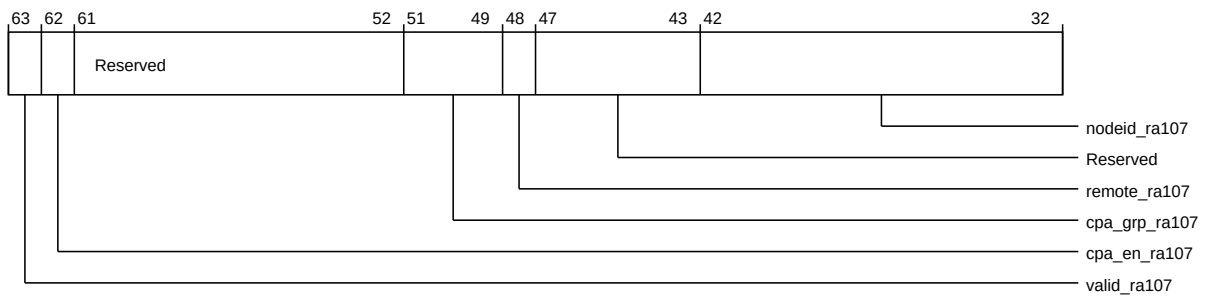 63 62 61 52 51 49 48 47 43 42 32
Reserved
nodeid_ra107
Reserved
remote_ra107
cpa_grp_ra107
cpa_en_ra107
valid_ra107